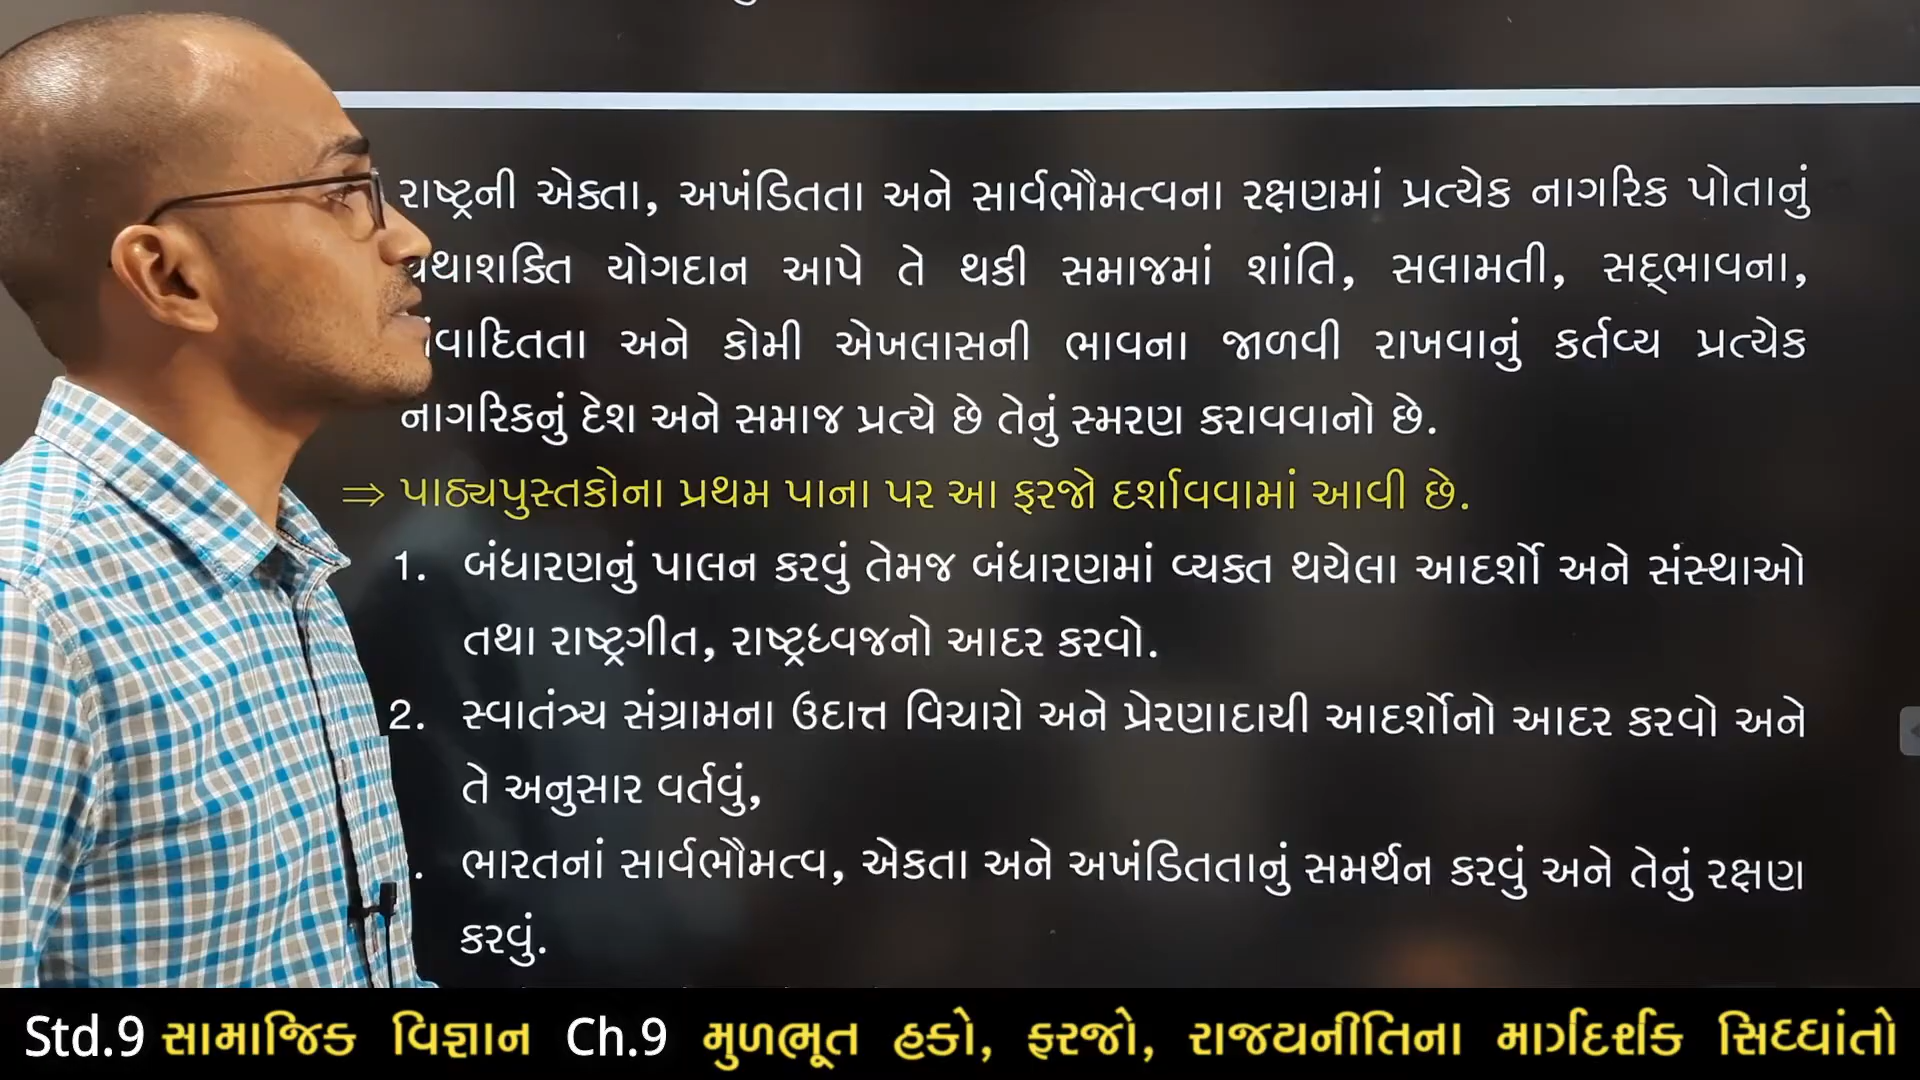 રાષ્ટ્રની એકતા, અખંડિતતા અને સાર્વભૌમત્વના રક્ષણમાં પ્રત્યેક નાગરિક પોતાનું
યથાશક્તિ યોગદાન આપે તે થકી સમાજમાં શાંતિ, સલામતી, સદ્ભાવના,
સંવાદિતતા અને કોમી એખલાસની ભાવના જાળવી રાખવાનું કર્તવ્ય પ્રત્યેક
નાગરિકનું દેશ અને સમાજ પ્રત્યે છે તેનું સ્મરણ કરાવવાનો છે.
⇒ પાઠ્યપુસ્તકોના પ્રથમ પાના પર આ ફરજો દર્શાવવામાં આવી છે.
1. બંધારણનું પાલન કરવું તેમજ બંધારણમાં વ્યક્ત થયેલા આદર્શો અને સંસ્થાઓ
તથા રાષ્ટ્રગીત, રાષ્ટ્રધ્વજનો આદર કરવો.
2. સ્વાતંત્ર્ય સંગ્રામના ઉદાત્ત વિચારો અને પ્રેરણાદાયી આદર્શોનો આદર કરવો અને
તે અનુસાર વર્તવું,
. ભારતનાં સાર્વભૌમત્વ, એકતા અને અખંડિતતાનું સમર્થન કરવું અને તેનું રક્ષણ
કરવું.
Std.9 સામાજિક વિજ્ઞાન Ch.9 મુળભૂત હકો, ફરજો, રાજયનીતિના માર્ગદર્શક સિધ્ધાંતો